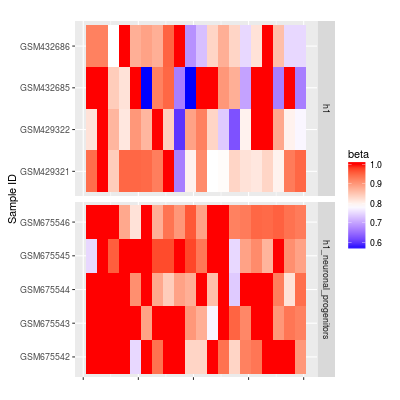 GSM432686
GSM432685
GSM429322
GSM429321
h1
GSM675546
GSM675545
GSM675544
GSM675543
GSM675542
h1_neuronal_progenitors
Sample ID
beta
1.0
0.9
0.8
0.7
0.6